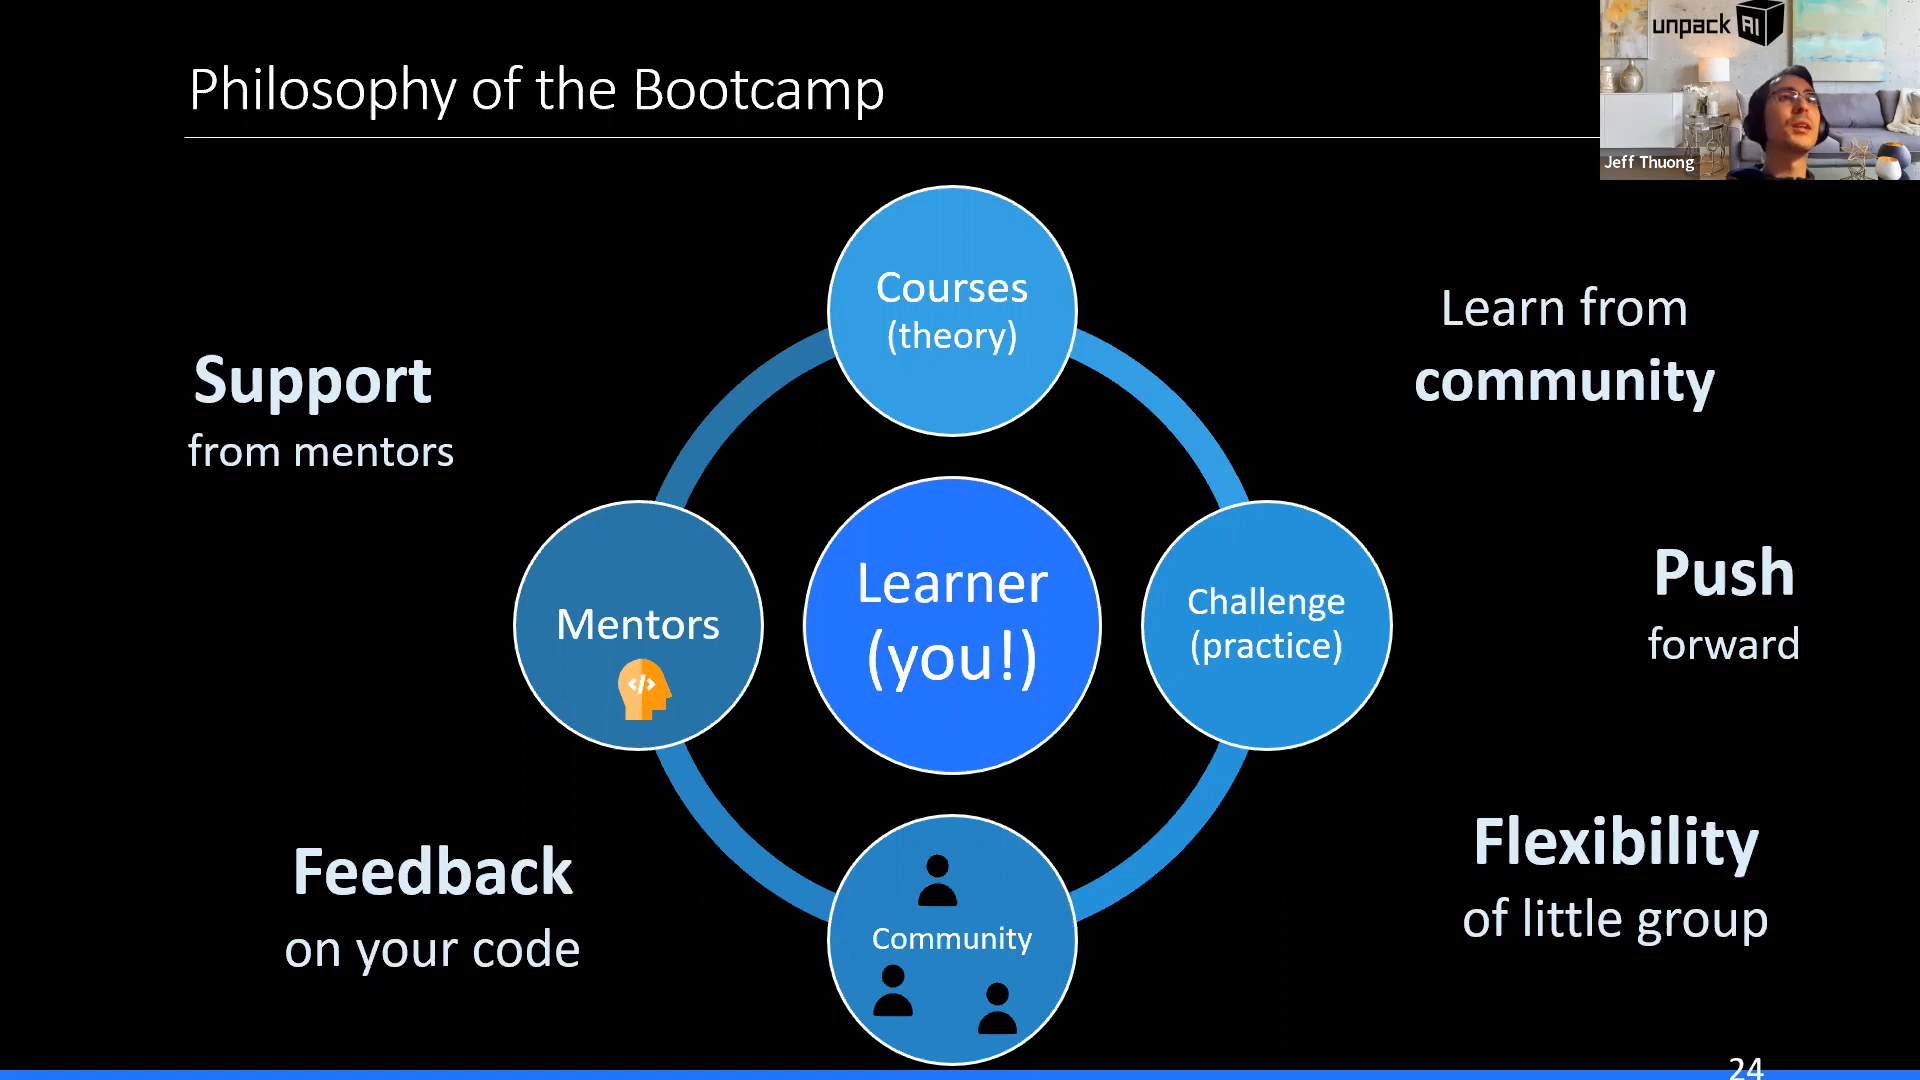 Philosophy of the Bootcamp
unpack AI
Jeff Thuong
Courses
(theory)
Learn from
community
Support
from mentors
Mentors
</>
Learner
(you!)
Challenge
(practice)
Push
forward
Feedback
on your code
Community
Flexibility
of little group
24